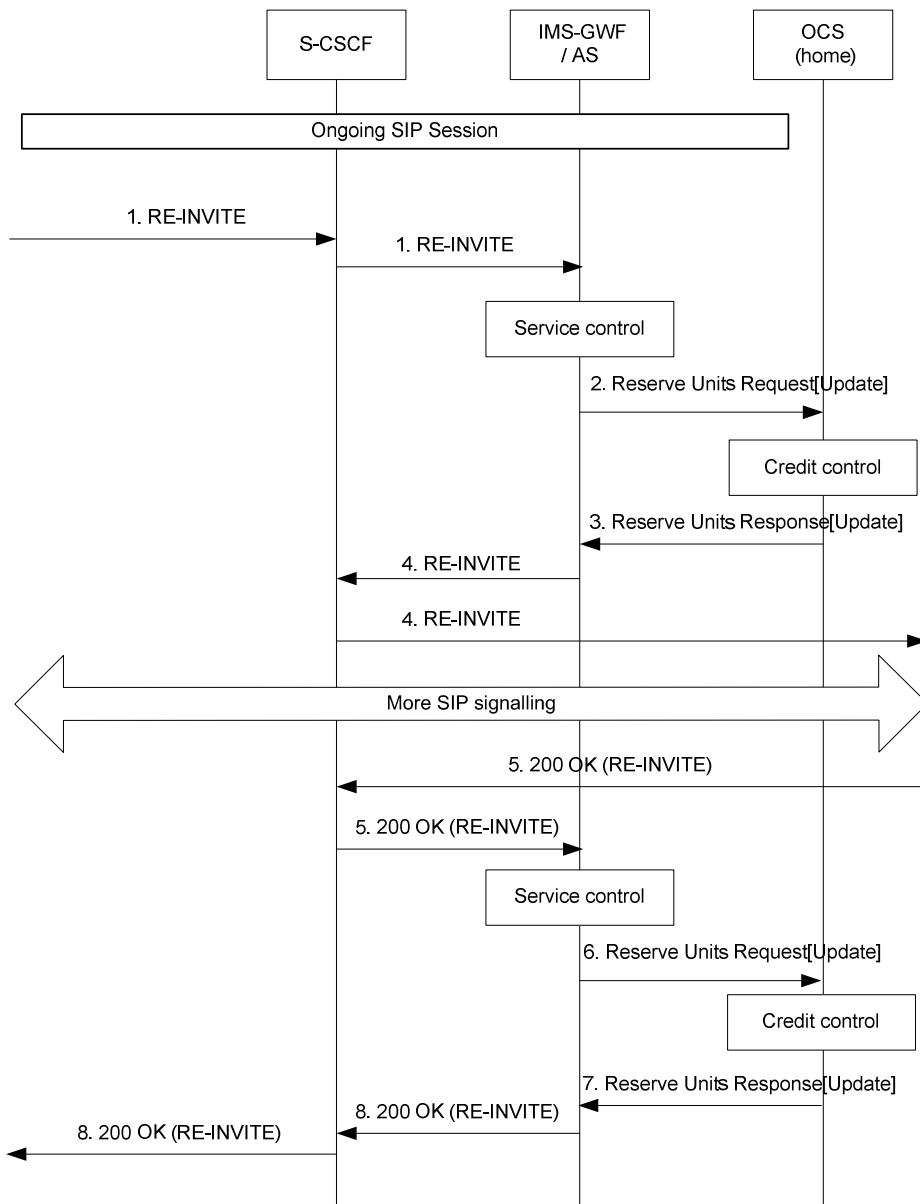 S-CSCF
IMS-GWF
/ AS
OCS
(home)
Ongoing SIP Session
1. RE-INVITE
1. RE-INVITE
Service control
2. Reserve Units Request[Update]
Credit control
3. Reserve Units Response[Update]
4. RE-INVITE
4. RE-INVITE
More SIP signalling
5. 200 OK (RE-INVITE)
5. 200 OK (RE-INVITE)
Service control
6. Reserve Units Request[Update]
Credit control
7. Reserve Units Response[Update]
8. 200 OK (RE-INVITE)
8. 200 OK (RE-INVITE)